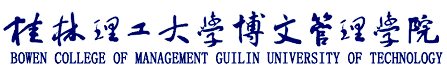 桂林理工大學博文管理學院
BOWEN COLLEGE OF MANAGEMENT GUILIN UNIVERSITY OF TECHNOLOGY